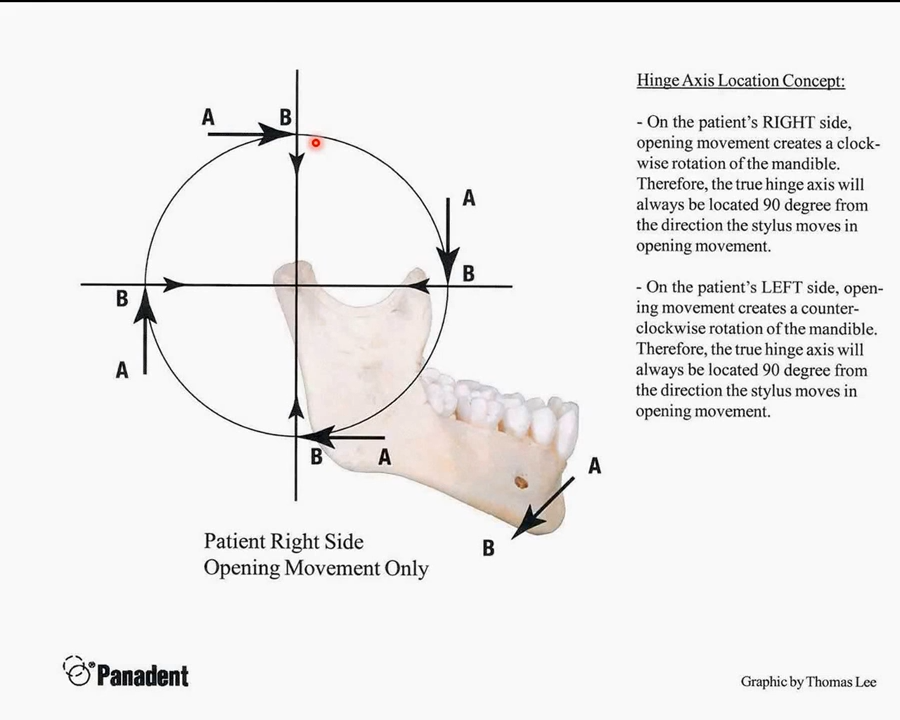 Hinge Axis Location Concept:
- On the patient's RIGHT side,
opening movement creates a clock-
wise rotation of the mandible.
Therefore, the true hinge axis will
always be located 90 degree from
the direction the stylus moves in
opening movement.
- On the patient's LEFT side, open-
ing movement creates a counter-
clockwise rotation of the mandible.
Therefore, the true hinge axis will
always be located 90 degree from
the direction the stylus moves in
opening movement.
A B
A
B
B
A
B A
A
B
Patient Right Side
Opening Movement Only
® Panadent
Graphic by Thomas Lee